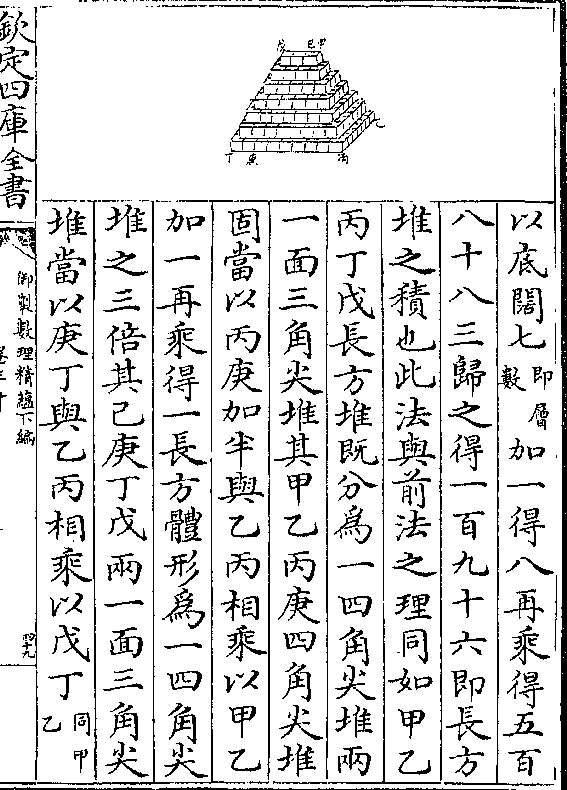 以底闊七即層數加一得八再乘得五百
八十八三歸之得一百九十六即長方
堆之積也此法與前法之理同如甲乙
丙丁戊長方堆既分為一四角尖堆兩
一面三角尖堆其甲乙丙庚四角尖堆
固當以丙庚加半與乙丙相乘以甲乙
加一再乘得一長方體形為一四角尖
堆之三倍其己庚丁戊兩一面三角尖
堆當以庚丁與乙丙相乘以戊丁同甲乙
戊 己 甲
乙
丁 庚 丙
欽定四庫全書
御製數理精蘊下編
卷三十
四十九